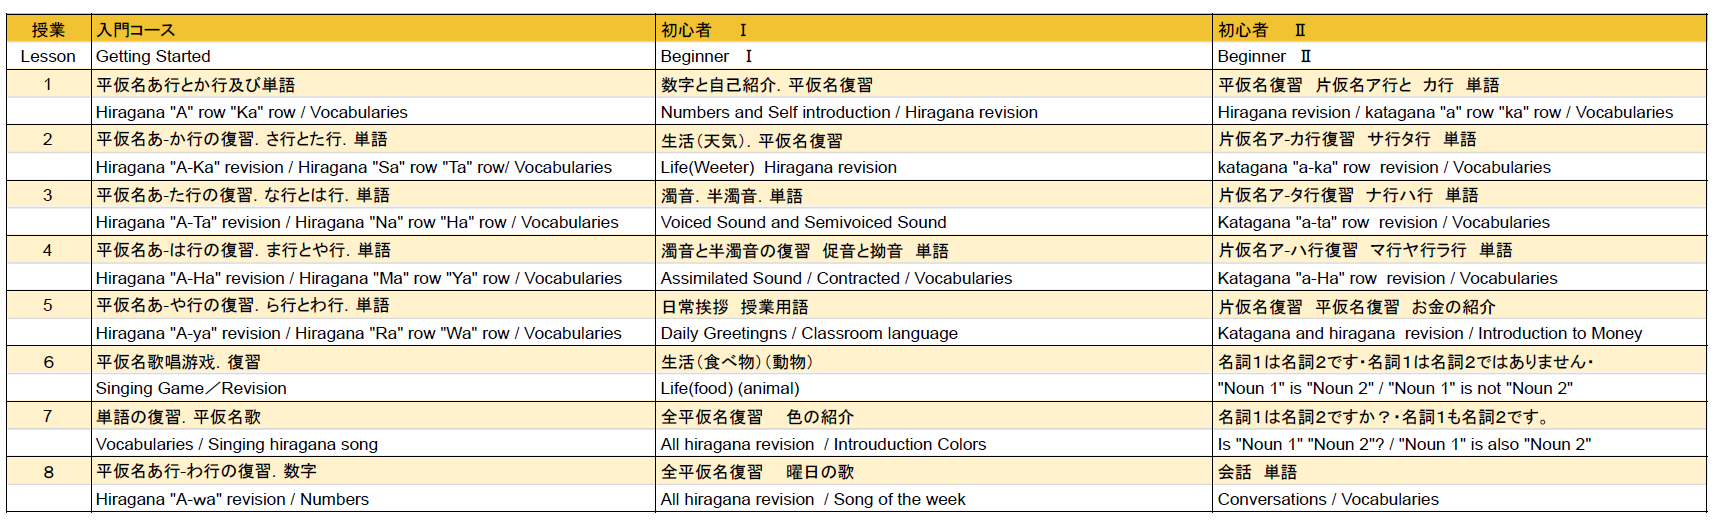 授業 入門コース 初心者 Ⅰ 初心者 Ⅱ
Lesson Getting Started Beginner Ⅰ Beginner Ⅱ
1 平仮名あ行とか行及び単語 数字と自己紹介．平仮名復習 平仮名復習 片仮名ア行と カ行 単語
Hiragana "A" row "Ka" row / Vocabularies Numbers and Self introduction / Hiragana revision Hiragana revision / katagana "a" row "ka" row / Vocabularies
2 平仮名あ-か行の復習．さ行とた行．単語 生活（天気）．平仮名復習 片仮名ア-カ行復習 サ行タ行 単語
Hiragana "A-Ka" revision / Hiragana "Sa" row "Ta" row/ Vocabularies Life(Weeter) Hiragana revision katagana "a-ka" row revision / Vocabularies
3 平仮名あ-た行の復習．な行とは行．単語 濁音．半濁音．単語 片仮名ア-タ行復習 ナ行ハ行 単語
Hiragana "A-Ta" revision / Hiragana "Na" row "Ha" row / Vocabularies Voiced Sound and Semivoiced Sound Katagana "a-ta" row revision / Vocabularies
4 平仮名あ-は行の復習．ま行とや行．単語 濁音と半濁音の復習 促音と拗音 単語 片仮名ア-ハ行復習 マ行ヤ行ラ行 単語
Hiragana "A-Ha" revision / Hiragana "Ma" row "Ya" row / Vocabularies Assimilated Sound / Contracted / Vocabularies Katagana "a-Ha" row revision / Vocabularies
5 平仮名あ-や行の復習．ら行とわ行．単語 日常挨拶 授業用語 片仮名復習 平仮名復習 お金の紹介
Hiragana "A-ya" revision / Hiragana "Ra" row "Wa" row / Vocabularies Daily Greetingns / Classroom language Katagana and hiragana revision / Introduction to Money
6 平仮名歌唱游戏．復習 生活（食べ物）（動物） 名詞１は名詞２です・名詞１は名詞２ではありません・
Singing Game／Revision Life(food) (animal) "Noun 1" is "Noun 2" / "Noun 1" is not "Noun 2"
7 単語の復習．平仮名歌 全平仮名復習 色の紹介 名詞１は名詞２ですか？・名詞１も名詞２です。
Vocabularies / Singing hiragana song All hiragana revision / Introuduction Colors Is "Noun 1" "Noun 2"? / "Noun 1" is also "Noun 2"
8 平仮名あ行-わ行の復習．数字 全平仮名復習 曜日の歌 会話 単語
Hiragana "A-wa" revision / Numbers All hiragana revision / Song of the week Conversations / Vocabularies